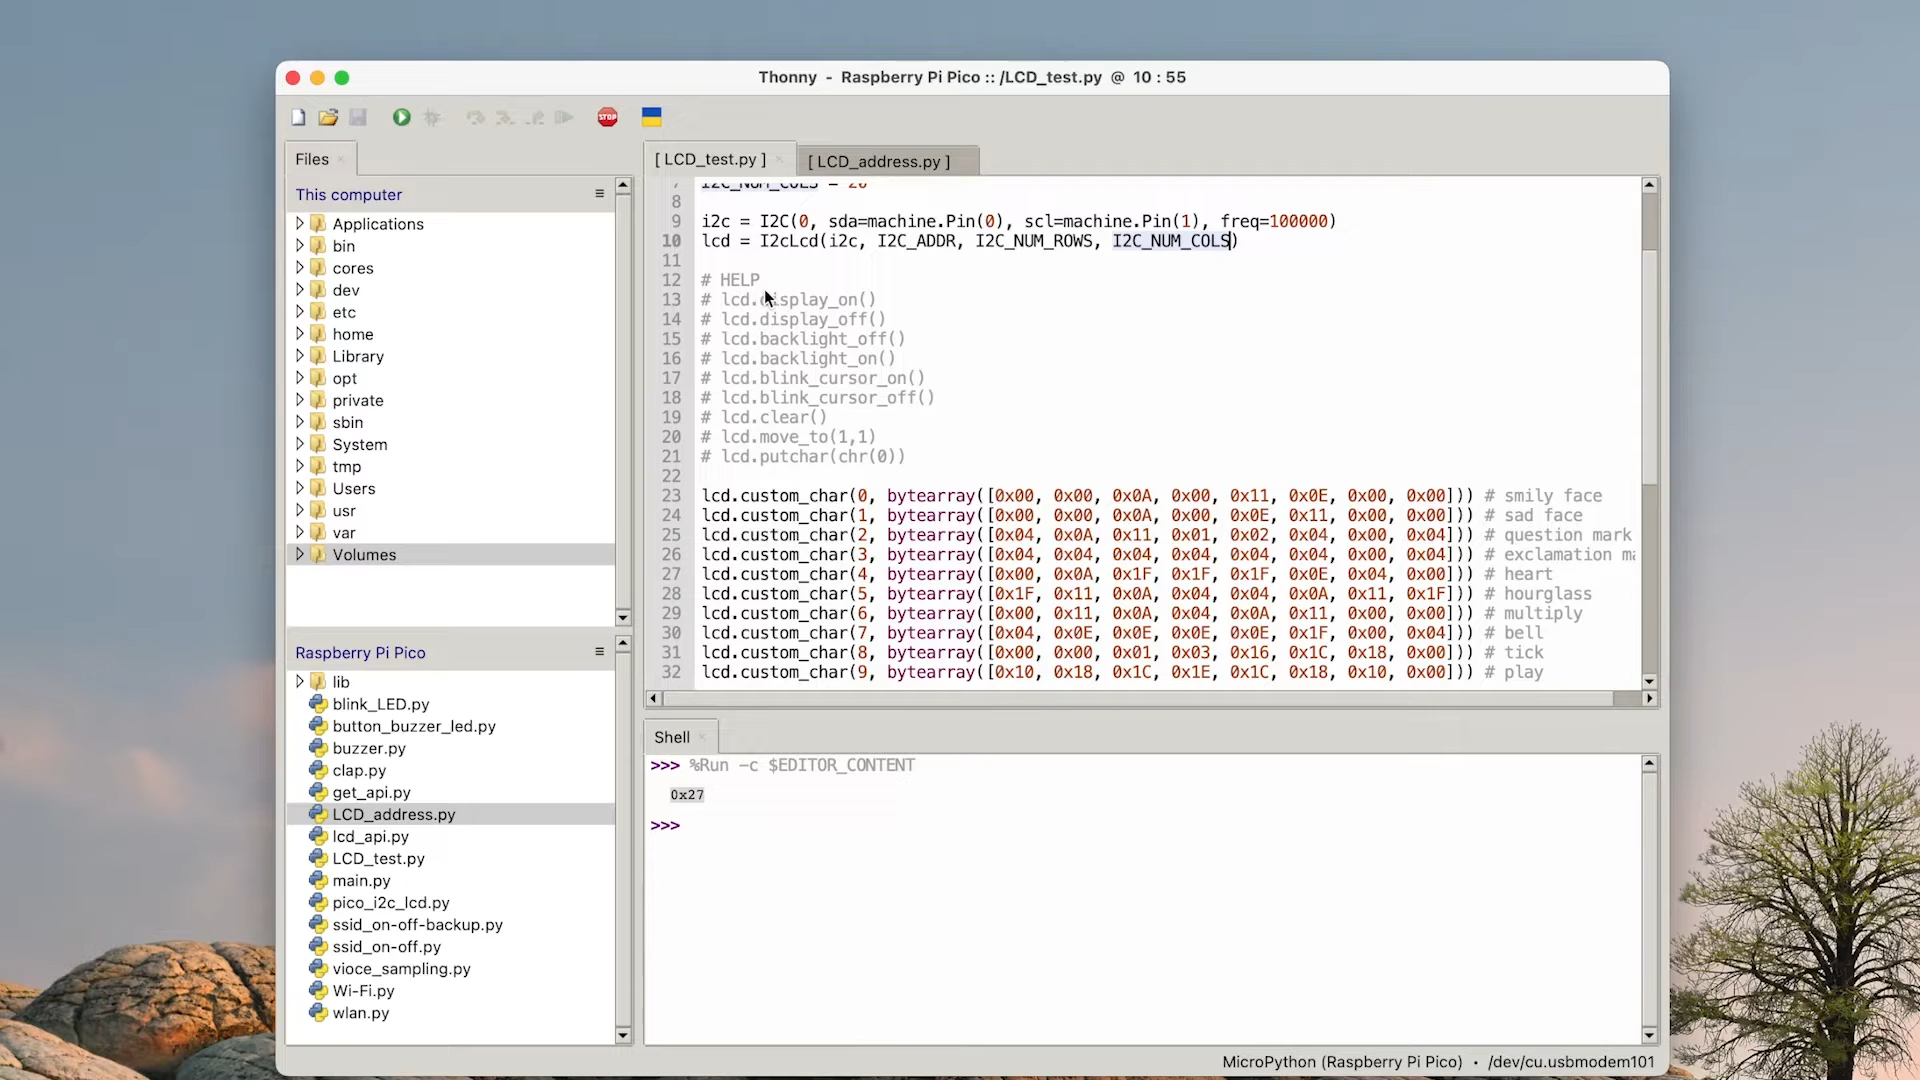 Thonny - Raspberry Pi Pico :: /LCD_test.py @ 10 : 55
STOP
Files
[ LCD_test.py ]
[ LCD_address.py ]
This computer
Applications
bin
cores
dev
etc
home
Library
opt
private
sbin
System
tmp
Users
usr
var
Volumes
Raspberry Pi Pico
lib
blink_LED.py
button_buzzer_led.py
buzzer.py
clap.py
get_api.py
LCD_address.py
lcd_api.py
LCD_test.py
main.py
pico_i2c_lcd.py
ssid_on-off-backup.py
ssid_on-off.py
vioce_sampling.py
Wi-Fi.py
wlan.py
7 I2C_NUM_COLS = 20
8
9 i2c = I2C(0, sda=machine.Pin(0), scl=machine.Pin(1), freq=100000)
10 lcd = I2cLcd(i2c, I2C_ADDR, I2C_NUM_ROWS, I2C_NUM_COLS)
11
12 # HELP
13 # lcd.display_on()
14 # lcd.display_off()
15 # lcd.backlight_off()
16 # lcd.backlight_on()
17 # lcd.blink_cursor_on()
18 # lcd.blink_cursor_off()
19 # lcd.clear()
20 # lcd.move_to(1,1)
21 # lcd.putchar(chr(0))
22
23 lcd.custom_char(0, bytearray([0x00, 0x00, 0x0A, 0x00, 0x11, 0x0E, 0x00, 0x00])) # smily face
24 lcd.custom_char(1, bytearray([0x00, 0x00, 0x0A, 0x00, 0x0E, 0x11, 0x00, 0x00])) # sad face
25 lcd.custom_char(2, bytearray([0x04, 0x0A, 0x11, 0x01, 0x02, 0x04, 0x00, 0x04])) # question mark
26 lcd.custom_char(3, bytearray([0x04, 0x04, 0x04, 0x04, 0x04, 0x04, 0x00, 0x04])) # exclamation ma
27 lcd.custom_char(4, bytearray([0x00, 0x0A, 0x1F, 0x1F, 0x1F, 0x0E, 0x04, 0x00])) # heart
28 lcd.custom_char(5, bytearray([0x1F, 0x11, 0x0A, 0x04, 0x04, 0x0A, 0x11, 0x1F])) # hourglass
29 lcd.custom_char(6, bytearray([0x00, 0x11, 0x0A, 0x04, 0x0A, 0x11, 0x00, 0x00])) # multiply
30 lcd.custom_char(7, bytearray([0x04, 0x0E, 0x0E, 0x0E, 0x0E, 0x1F, 0x00, 0x04])) # bell
31 lcd.custom_char(8, bytearray([0x00, 0x00, 0x01, 0x03, 0x16, 0x1C, 0x18, 0x00])) # tick
32 lcd.custom_char(9, bytearray([0x10, 0x18, 0x1C, 0x1E, 0x1C, 0x18, 0x10, 0x00])) # play
Shell
>>> %Run -c $EDITOR_CONTENT
0x27
>>>
MicroPython (Raspberry Pi Pico) • /dev/cu.usbmodem101